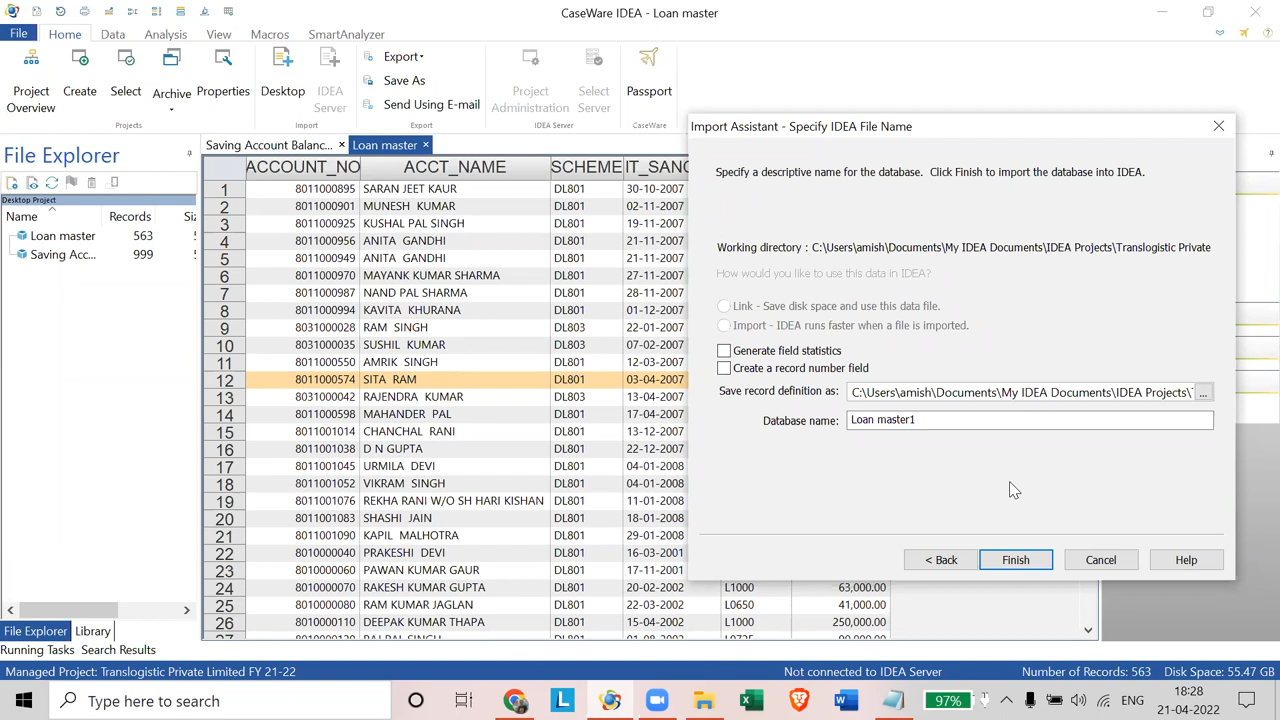 CaseWare IDEA - Loan master
File Home Data Analysis View Macros SmartAnalyzer
Project Overview
Create
Select
Archive
Properties
Desktop
IDEA Server
Export
Save As
Send Using E-mail
Project Administration
Select Server
Passport
Projects
Import
Export
IDEA Server
CaseWare
File Explorer
Desktop Project
Name Records Siz
Loan master 563 5
Saving Acc... 999 5
File Explorer Library
Running Tasks Search Results
Saving Account Balanc... × Loan master ×
ACCOUNT_NO ACCT_NAME SCHEME IT_SANC
1 8011000895 SARAN JEET KAUR DL801 30-10-2007
2 8011000901 MUNESH KUMAR DL801 02-11-2007
3 8011000925 KUSHAL PAL SINGH DL801 19-11-2007
4 8011000956 ANITA GANDHI DL801 21-11-2007
5 8011000949 ANITA GANDHI DL801 21-11-2007
6 8011000970 MAYANK KUMAR SHARMA DL801 27-11-2007
7 8011000987 NAND PAL SHARMA DL801 28-11-2007
8 8011000994 KAVITA KHURANA DL801 01-12-2007
9 8031000028 RAM SINGH DL803 22-01-2007
10 8031000035 SUSHIL KUMAR DL803 07-02-2007
11 8011000550 AMRIK SINGH DL801 12-03-2007
12 8011000574 SITA RAM DL801 03-04-2007
13 8031000042 RAJENDRA KUMAR DL803 13-04-2007
14 8011000598 MAHANDER PAL DL801 17-04-2007
15 8011001014 CHANCHAL RANI DL801 13-12-2007
16 8011001038 D N GUPTA DL801 22-12-2007
17 8011001045 URMILA DEVI DL801 04-01-2008
18 8011001052 VIKRAM SINGH DL801 04-01-2008
19 8011001076 REKHA RANI W/O SH HARI KISHAN DL801 11-01-2008
20 8011001083 SHASHI JAIN DL801 18-01-2008
21 8011001090 KAPIL MALHOTRA DL801 29-01-2008
22 8010000040 PRAKESHI DEVI DL801 16-03-2001
23 8010000060 PAWAN KUMAR GAUR DL801 17-11-2001
24 8010000070 RAKESH KUMAR GUPTA DL801 20-02-2002 L1000 63,000.00
25 8010000080 RAM KUMAR JAGLAN DL801 22-03-2002 L0650 41,000.00
26 8010000110 DEEPAK KUMAR THAPA DL801 15-04-2002 L1000 250,000.00
Import Assistant - Specify IDEA File Name
Specify a descriptive name for the database. Click Finish to import the database into IDEA.
Working directory : C:\Users\amish\Documents\My IDEA Documents\IDEA Projects\Translogistic Private
How would you like to use this data in IDEA?
Link - Save disk space and use this data file.
Import - IDEA runs faster when a file is imported.
Generate field statistics
Create a record number field
Save record definition as: C:\Users\amish\Documents\My IDEA Documents\IDEA Projects\T ...
Database name: Loan master1
< Back Finish Cancel Help
Managed Project: Translogistic Private Limited FY 21-22 Not connected to IDEA Server Number of Records: 563 Disk Space: 55.47 GB
Type here to search
97% ENG 18:28
21-04-2022